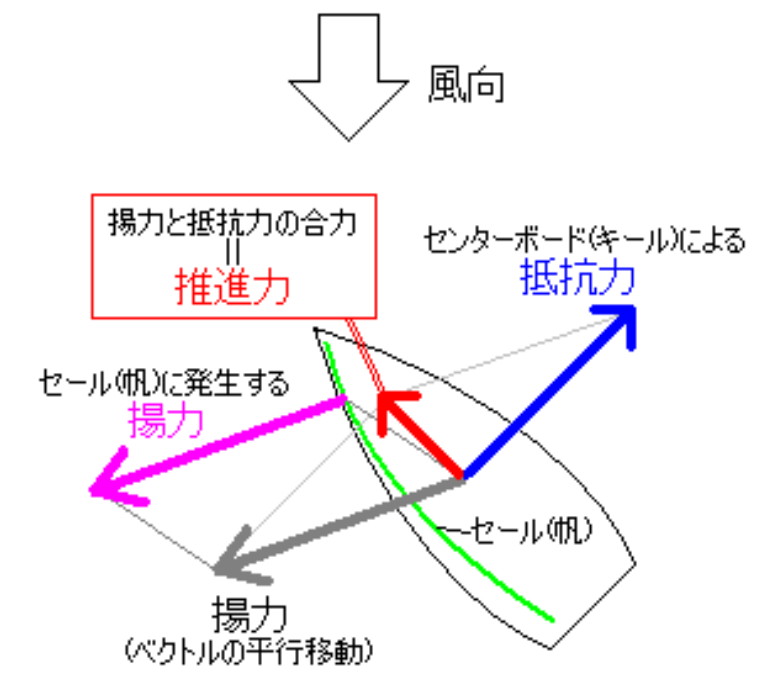 風向
揚力と抵抗力の合力
||
推進力
センターボード(キール)による
抵抗力
セール(帆)に発生する
揚力
セール(帆)
揚力
(ベクトルの平行移動)